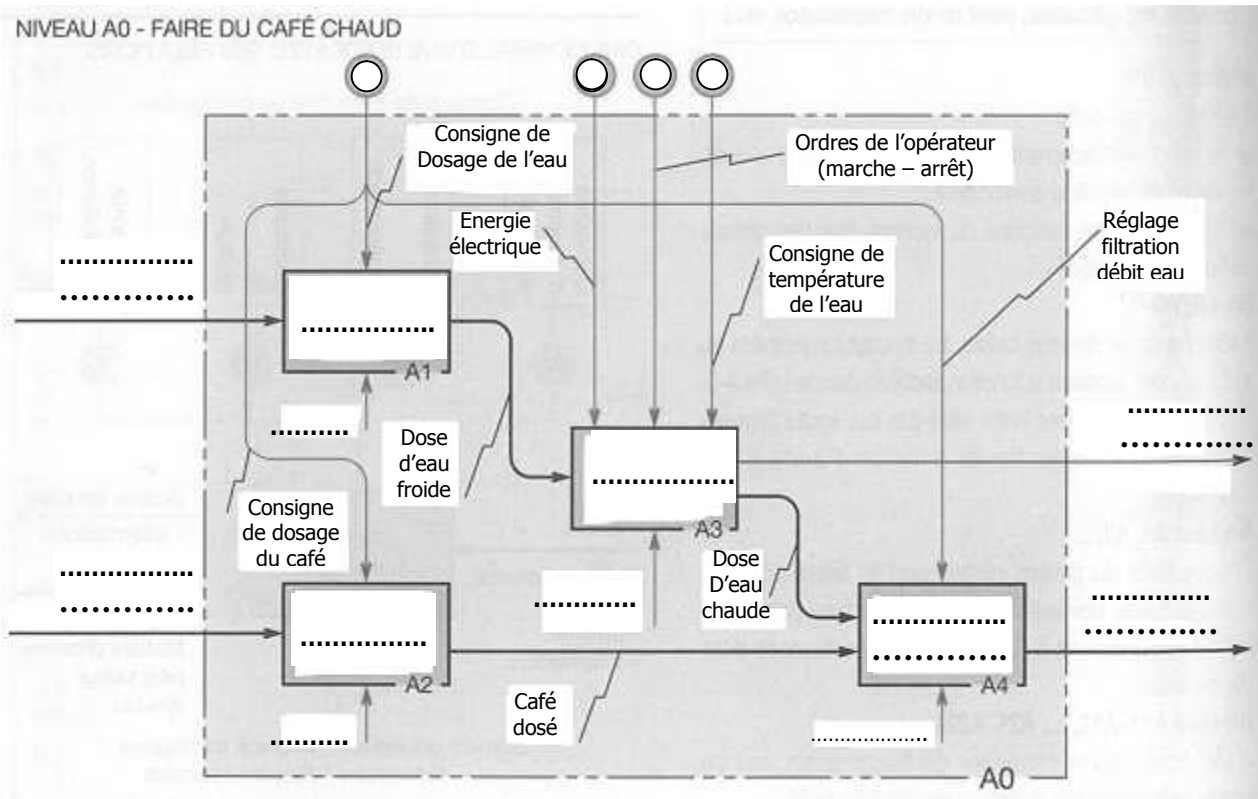 NIVEAU A0 - FAIRE DU CAFÉ CHAUD
Consigne de
Dosage de l'eau
Ordres de l'opérateur
(marche – arrêt)
Energie
électrique
Réglage
filtration
débit eau
Consigne de
température
de l'eau
A1
Dose
d'eau
froide
A3
Consigne
de dosage
du café
Dose
D'eau
chaude
A2
A4
Café
dosé
A0